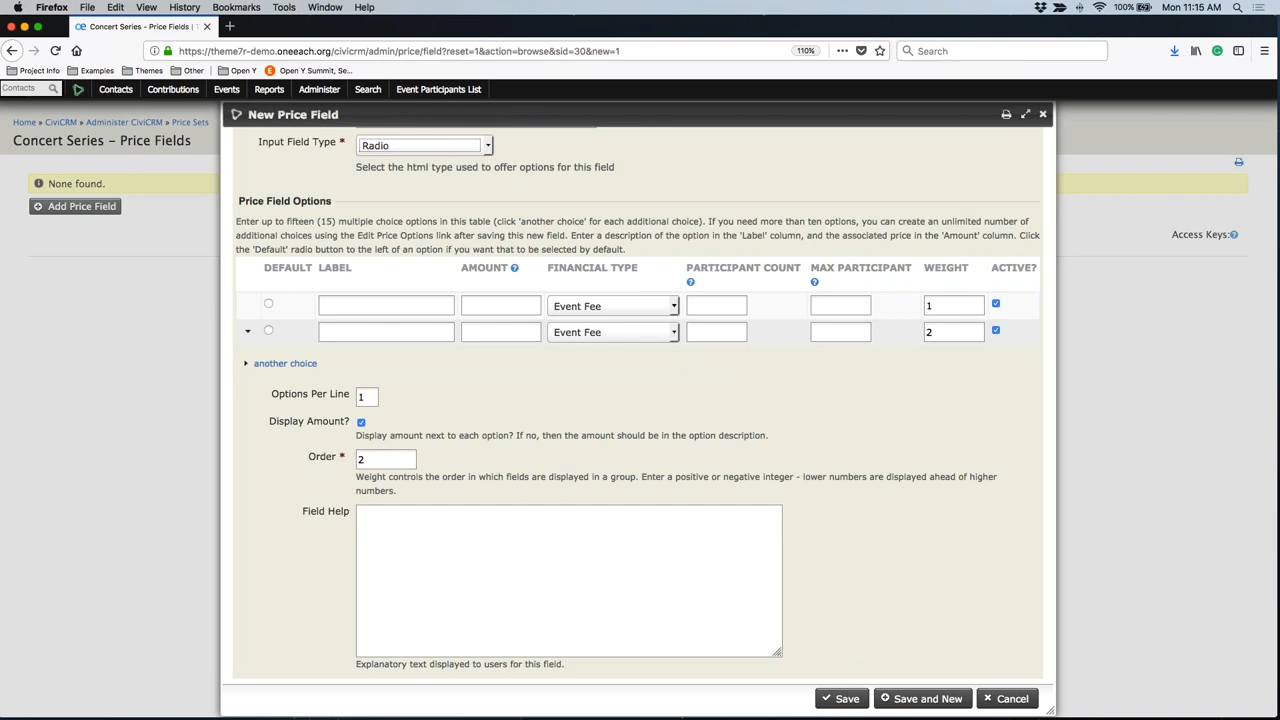 Firefox File Edit View History Bookmarks Tools Window Help 100% Mon 11:15 AM
Concert Series – Price Fields | T
https://theme7r-demo.oneeach.org/civicrm/admin/price/field?reset=1&action=browse&sid=30&new=1 110% Search
Project Info Examples Themes Other Open Y Open Y Summit, Se...
Contacts Contacts Contributions Events Reports Administer Search Event Participants List
New Price Field
Home » CiviCRM » Administer CiviCRM » Price Sets
Concert Series – Price Fields
Input Field Type * Radio
Select the html type used to offer options for this field
None found.
Add Price Field
Access Keys:
Price Field Options
Enter up to fifteen (15) multiple choice options in this table (click 'another choice' for each additional choice). If you need more than ten options, you can create an unlimited number of
additional choices using the Edit Price Options link after saving this new field. Enter a description of the option in the 'Label' column, and the associated price in the 'Amount' column. Click
the 'Default' radio button to the left of an option if you want that to be selected by default.
DEFAULT LABEL AMOUNT FINANCIAL TYPE PARTICIPANT COUNT MAX PARTICIPANT WEIGHT ACTIVE?
Event Fee 1
Event Fee 2
another choice
Options Per Line 1
Display Amount?
Display amount next to each option? If no, then the amount should be in the option description.
Order * 2
Weight controls the order in which fields are displayed in a group. Enter a positive or negative integer - lower numbers are displayed ahead of higher
numbers.
Field Help
Explanatory text displayed to users for this field.
Save Save and New Cancel